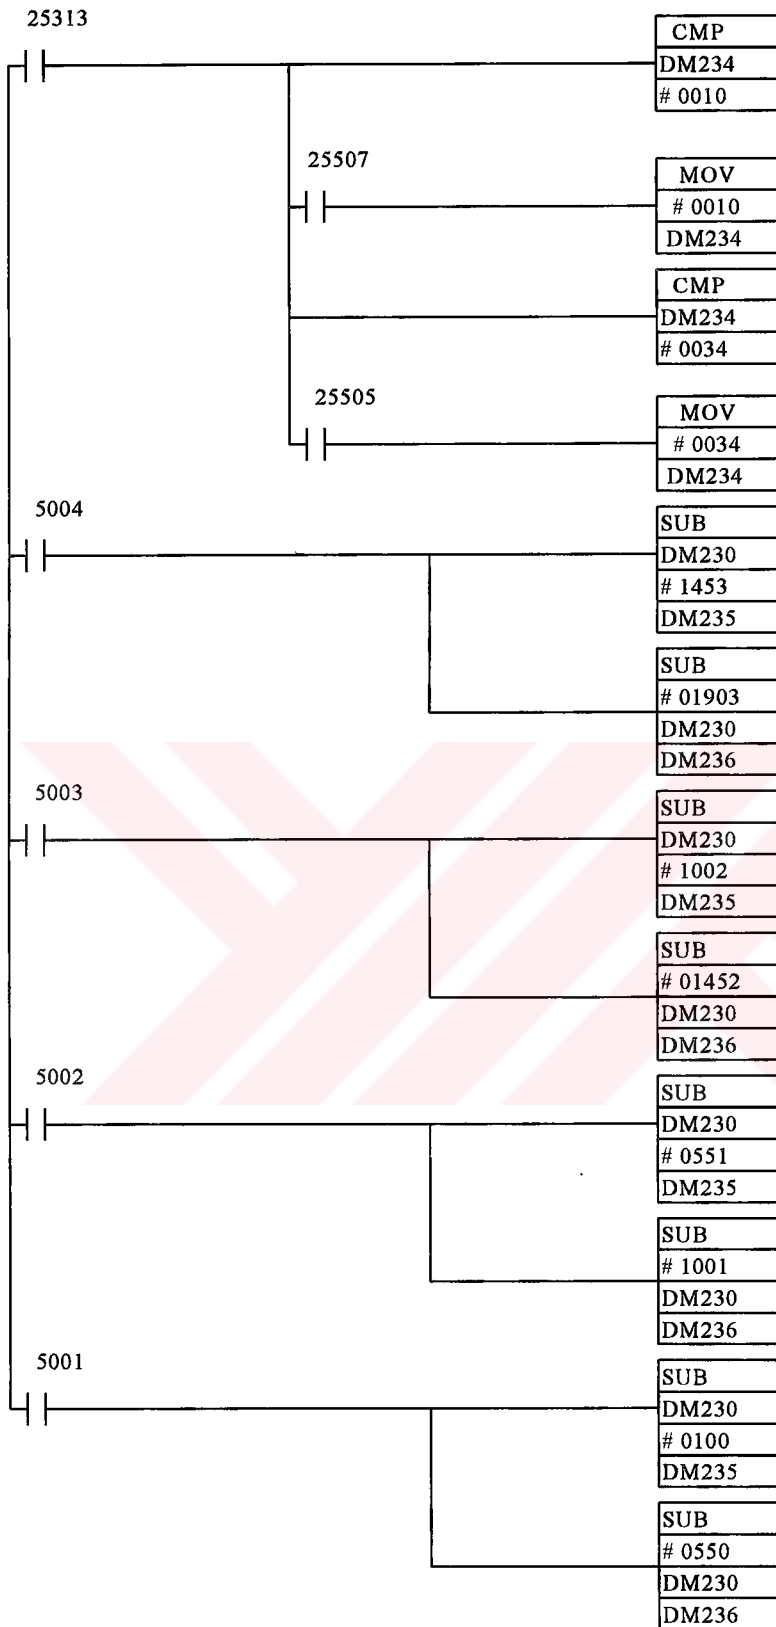 25313
CMP
DM234
# 0010
25507
MOV
# 0010
DM234
CMP
DM234
# 0034
25505
MOV
# 0034
DM234
5004
SUB
DM230
# 1453
DM235
SUB
# 01903
DM230
DM236
5003
SUB
DM230
# 1002
DM235
SUB
# 01452
DM230
DM236
5002
SUB
DM230
# 0551
DM235
SUB
# 1001
DM230
DM236
5001
SUB
DM230
# 0100
DM235
SUB
# 0550
DM230
DM236